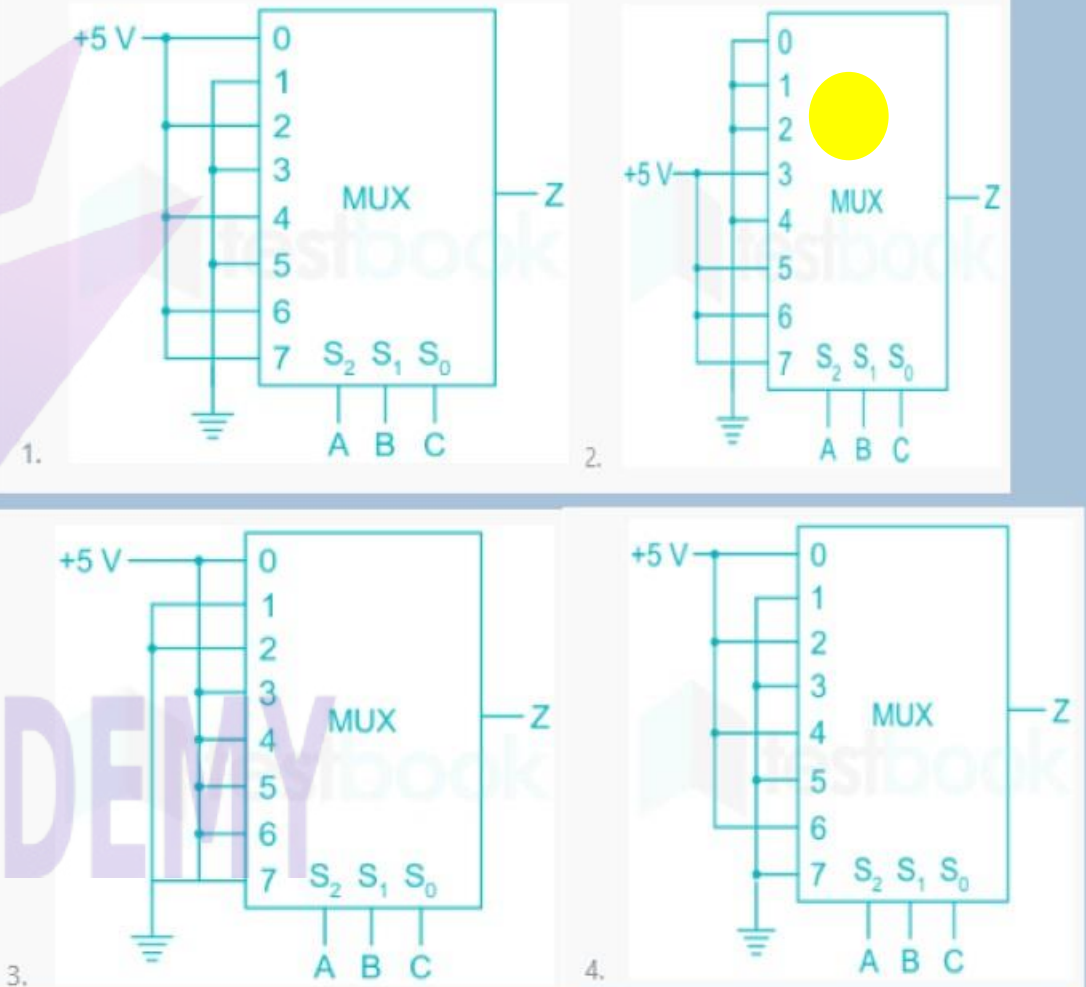 +5 V 0
1
2
3
4
5
6
7
MUX
S2 S1 S0
Z
A B C
1.
0
1
2
+5 V 3
4
5
6
7
MUX
S2 S1 S0
Z
A B C
2.
+5 V 0
1
2
3
4
5
6
7
MUX
S2 S1 S0
Z
A B C
3.
+5 V 0
1
2
3
4
5
6
7
MUX
S2 S1 S0
Z
A B C
4.
testbook
testbook
testbook
testbook
DEMY